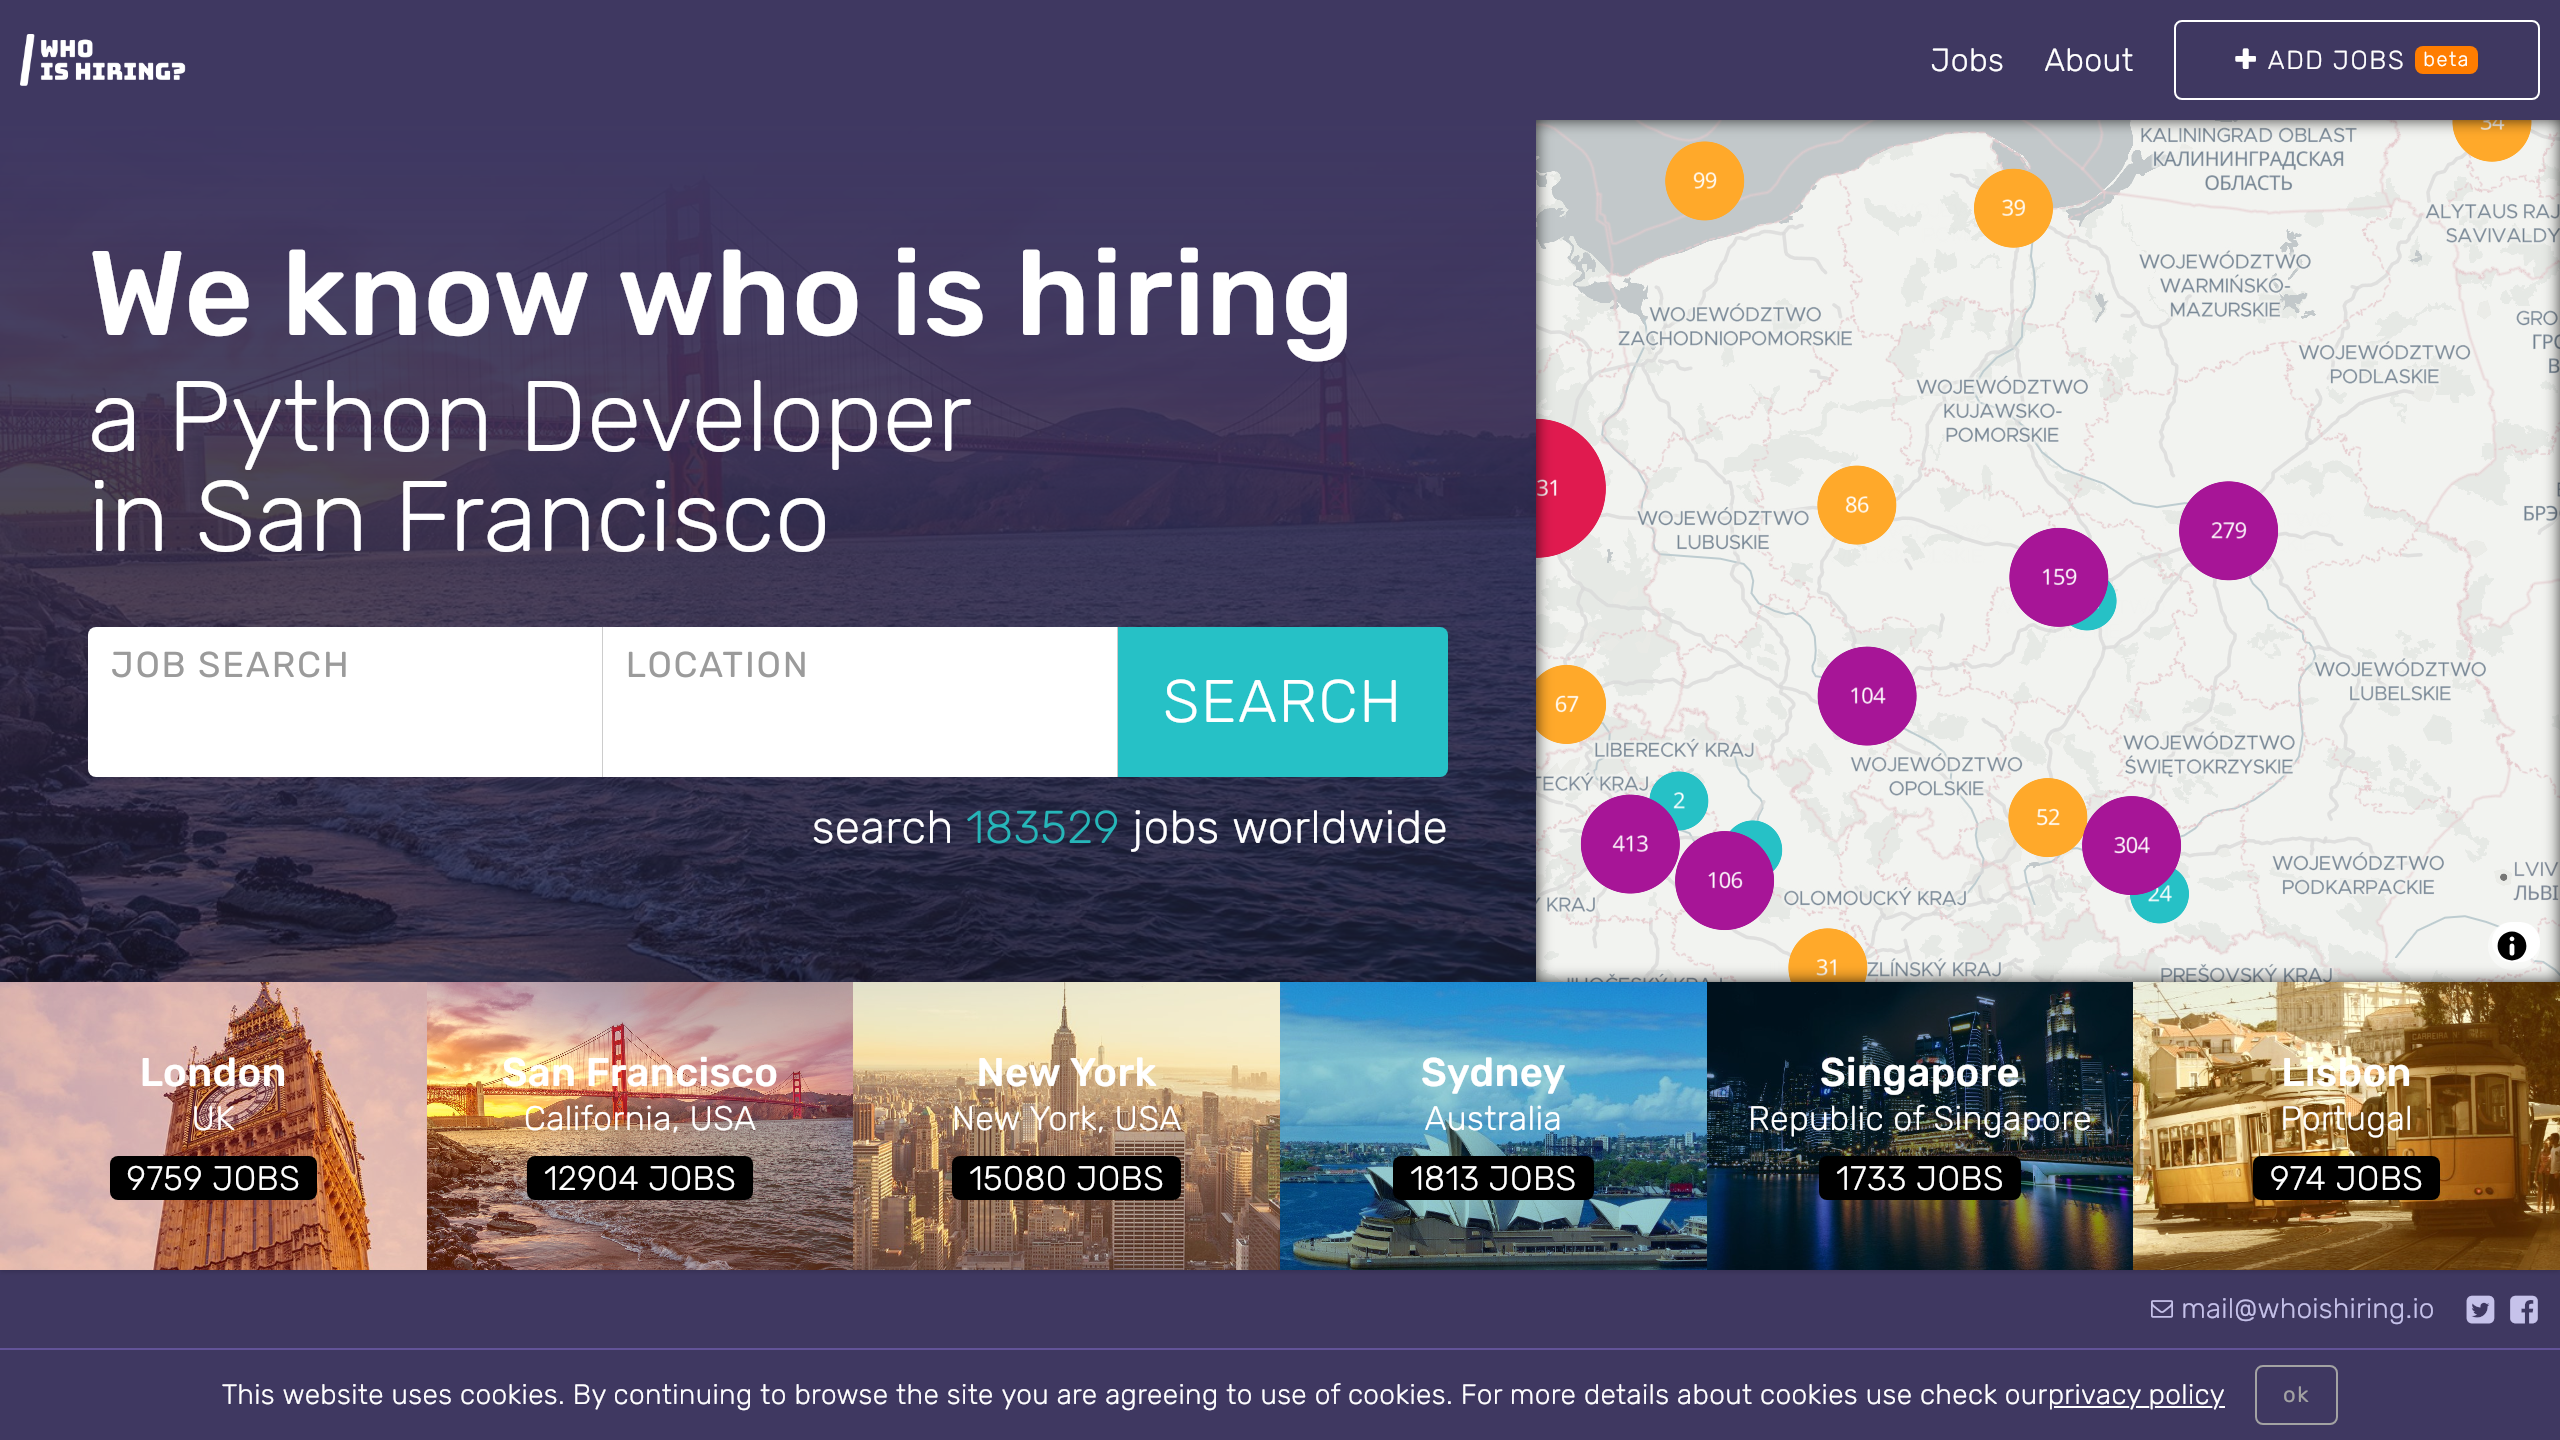 WHO
IS HIRING?
Jobs
About
ADD JOBS beta
We know who is hiring
a Python Developer
in San Francisco
JOB SEARCH
LOCATION
SEARCH
search 183529 jobs worldwide
34
KALININGRAD OBLAST
КАЛИНИНГРАДСКАЯ
ОБЛАСТЬ
99
39
ALYTAUS RAJ
SAVIVALDY
WOJEWÓDZTWO
WARMIŃSKO-
MAZURSKIE
WOJEWÓDZTWO
ZACHODNIOPOMORSKIE
GRO
ГРО
WOJEWÓDZTWO
PODLASKIE
WOJEWÓDZTWO
KUJAWSKO-
POMORSKIE
31
86
WOJEWÓDZTWO
LUBUSKIE
279
БРЭ
159
WOJEWÓDZTWO
LUBELSKIE
104
67
LIBERECKÝ KRAJ
WOJEWÓDZTWO
ŚWIĘTOKRZYSKIE
WOJEWÓDZTWO
OPOLSKIE
TECKÝ KRAJ
2
52
413
304
106
WOJEWÓDZTWO
PODKARPACKIE
LVIV
ЛЬВІ
24
OLOMOUCKÝ KRAJ
KRAJ
31
ZLÍNSKÝ KRAJ
PREŠOVSKÝ KRAJ
London
UK
9759 JOBS
San Francisco
California, USA
12904 JOBS
New York
New York, USA
15080 JOBS
Sydney
Australia
1813 JOBS
Singapore
Republic of Singapore
1733 JOBS
Lisbon
Portugal
974 JOBS
mail@whoishiring.io
This website uses cookies. By continuing to browse the site you are agreeing to use of cookies. For more details about cookies use check ourprivacy policy
ok